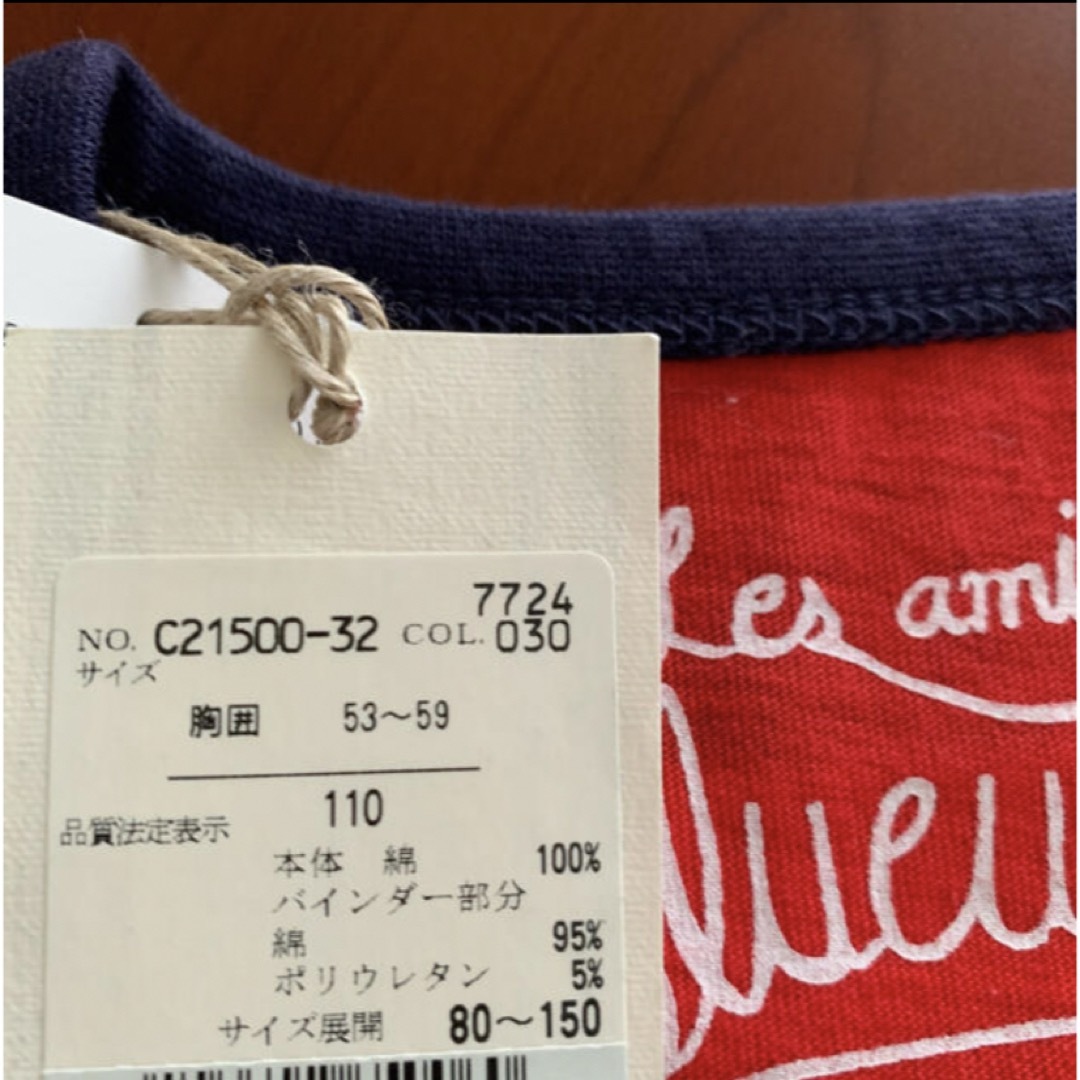 7724
NO. C21500-32 COL. 030
サイズ
胸囲 53～59
110
品質法定表示
本体 綿 100%
バインダー部分
綿 95%
ポリウレタン 5%
サイズ展開 80～150
Les ami